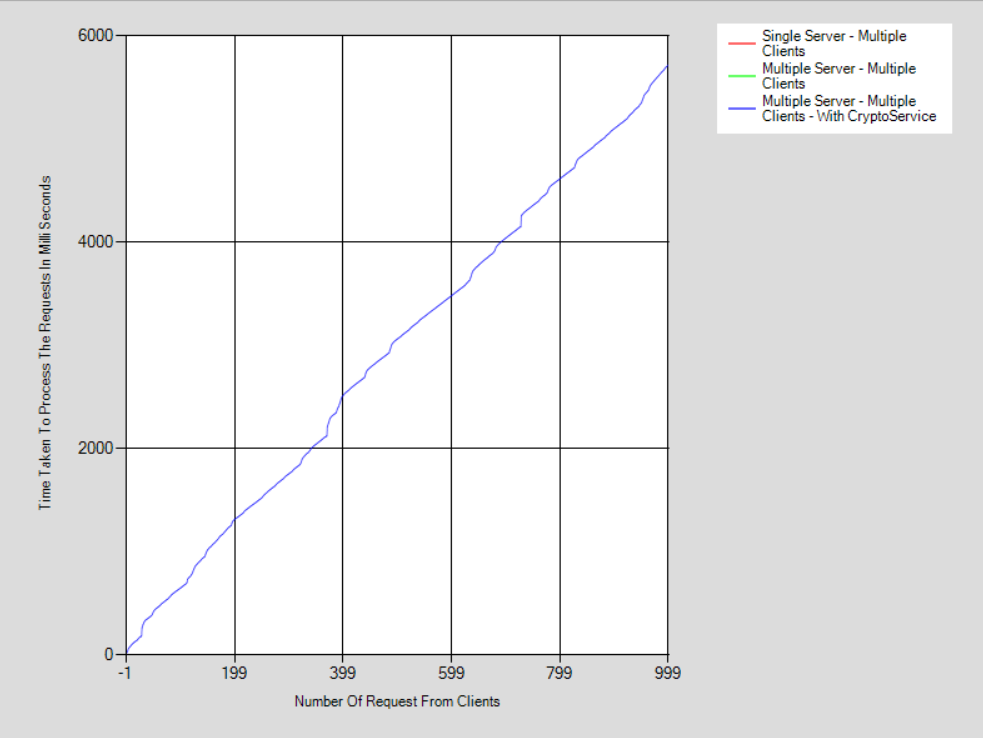 6000
4000
2000
0
-1
199
399
599
799
999
Time Taken To Process The Requests In Milli Seconds
Number Of Request From Clients
Single Server - Multiple
Clients
Multiple Server - Multiple
Clients
Multiple Server - Multiple
Clients - With CryptoService